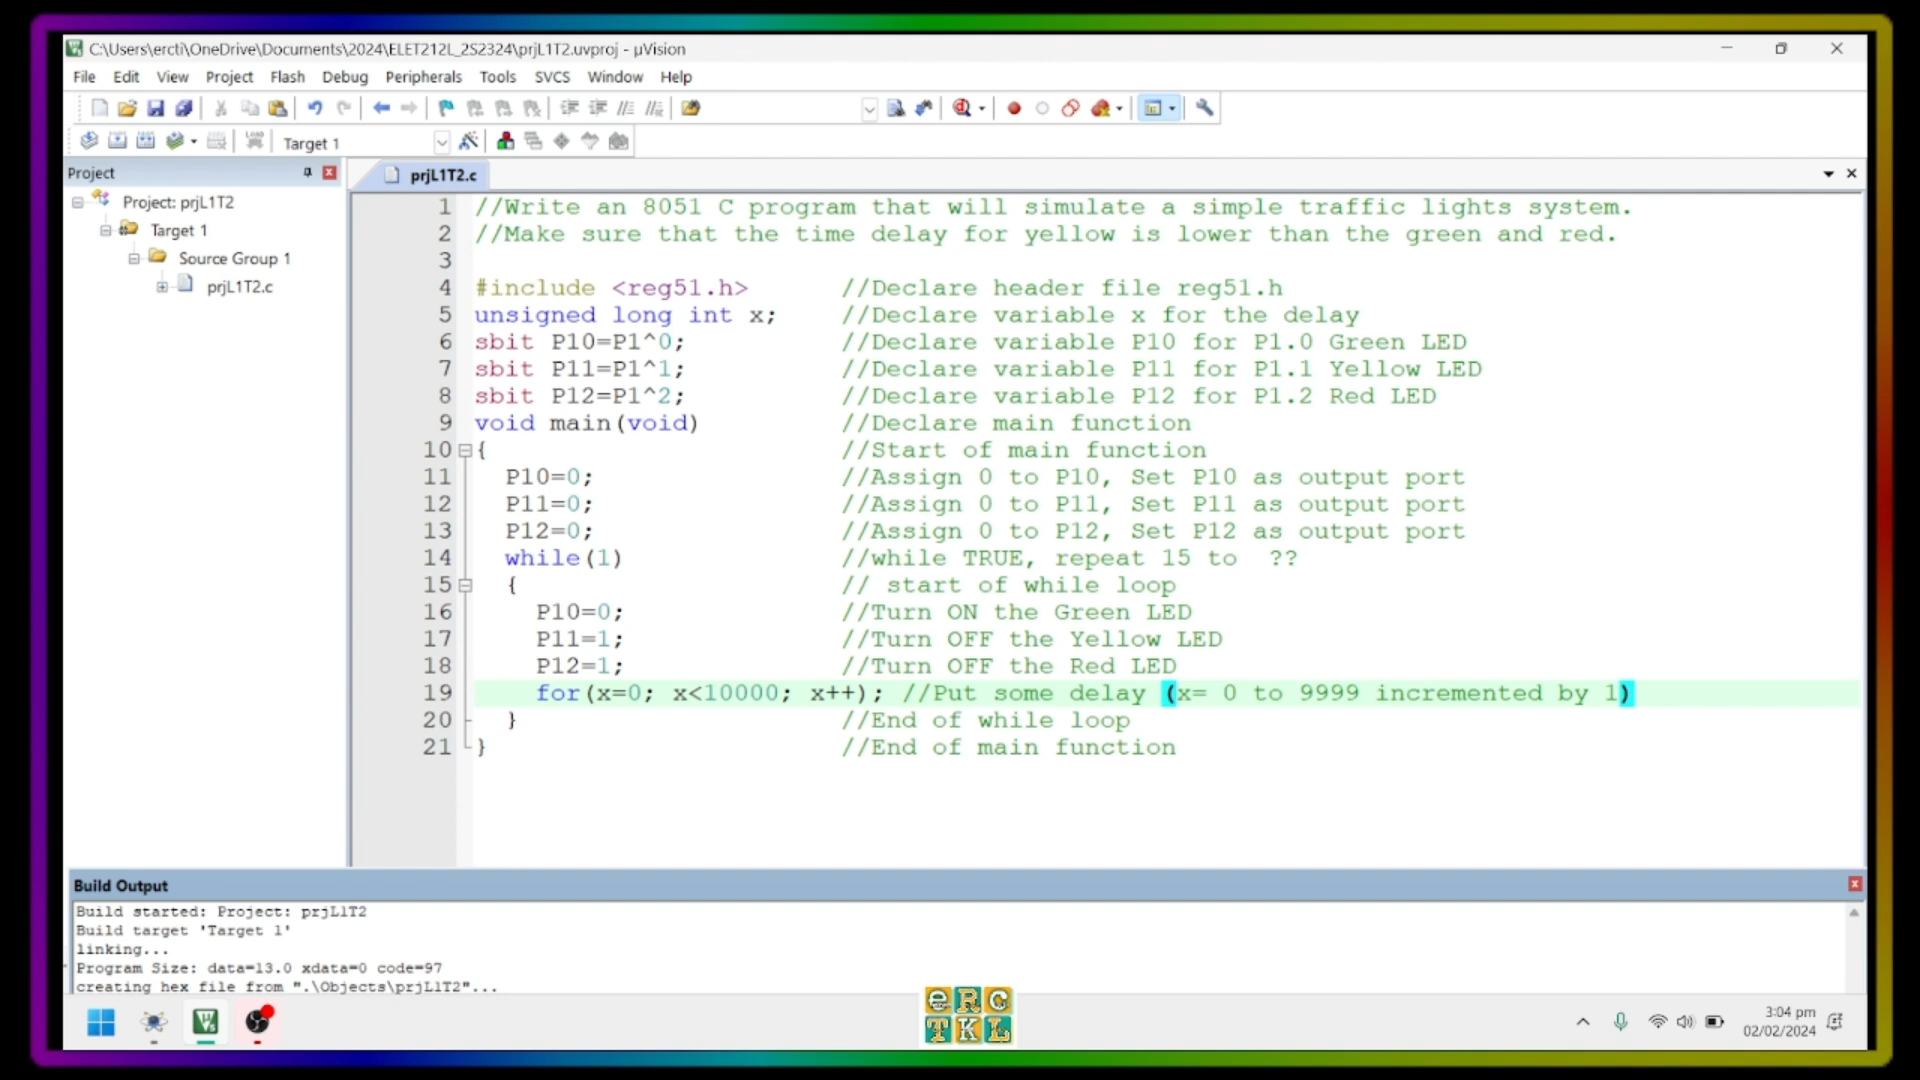 C:\Users\ercti\OneDrive\Documents\2024\ELET212L_2S2324\prjL1T2.uvproj - µVision
File Edit View Project Flash Debug Peripherals Tools SVCS Window Help
LOAD Target 1
Project
prjL1T2.c
Project: prjL1T2
Target 1
Source Group 1
prjL1T2.c
1 //Write an 8051 C program that will simulate a simple traffic lights system.
2 //Make sure that the time delay for yellow is lower than the green and red.
3
4 #include <reg51.h> //Declare header file reg51.h
5 unsigned long int x; //Declare variable x for the delay
6 sbit P10=P1^0; //Declare variable P10 for P1.0 Green LED
7 sbit P11=P1^1; //Declare variable P11 for P1.1 Yellow LED
8 sbit P12=P1^2; //Declare variable P12 for P1.2 Red LED
9 void main(void) //Declare main function
10 { //Start of main function
11 P10=0; //Assign 0 to P10, Set P10 as output port
12 P11=0; //Assign 0 to P11, Set P11 as output port
13 P12=0; //Assign 0 to P12, Set P12 as output port
14 while(1) //while TRUE, repeat 15 to ??
15 { // start of while loop
16 P10=0; //Turn ON the Green LED
17 P11=1; //Turn OFF the Yellow LED
18 P12=1; //Turn OFF the Red LED
19 for(x=0; x<10000; x++); //Put some delay (x= 0 to 9999 incremented by 1)
20 } //End of while loop
21 } //End of main function
Build Output
Build started: Project: prjL1T2
Build target 'Target 1'
linking...
Program Size: data=13.0 xdata=0 code=97
creating hex file from ".\Objects\prjL1T2"...
eRC
TKL
3:04 pm
02/02/2024